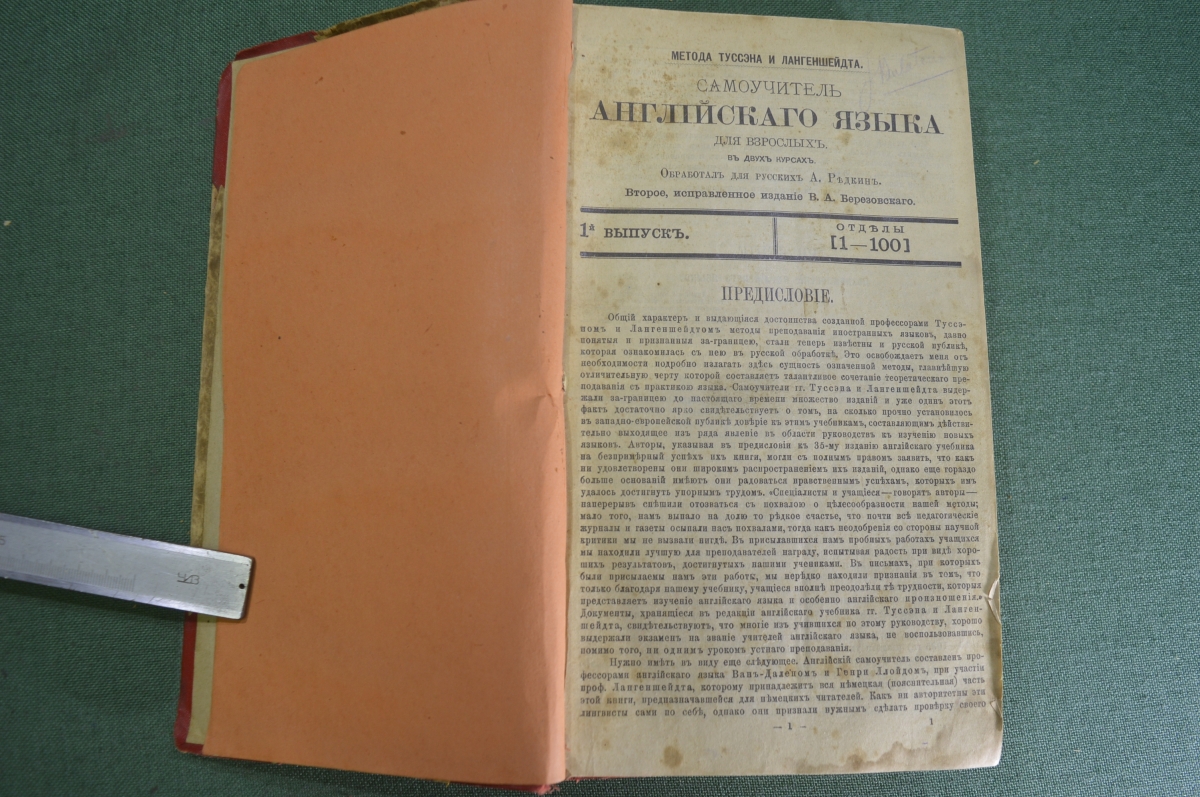 МЕТОДА ТУССЭНА И ЛАНГЕНШЕЙДТА.
САМОУЧИТЕЛЬ
АНГЛІЙСКАГО ЯЗЫКА
ДЛЯ ВЗРОСЛЫХЪ.
ВЪ ДВУХЪ КУРСАХЪ.
Обработалъ для русскихъ А. Рѣдкинъ.
Второе, исправленное изданіе В. А. Березовскаго.
1й ВЫПУСКЪ.
ОТДѢЛЫ
[1—100]
ПРЕДИСЛОВІЕ.
Общій характеръ и выдающіяся достоинства созданной профессорами Туссэ-
номъ и Лангеншейдтомъ методы преподаванія иностранныхъ языковъ, давно
понятыя и признанныя за-границею, стали теперь извѣстны и русской публикѣ,
которая ознакомилась съ нею въ русской обработкѣ. Это освобождаетъ меня отъ
необходимости подробно излагать здѣсь сущность означенной методы, главнѣйшую
отличительную черту которой составляетъ талантливое сочетаніе теоретическаго пре-
подаванія съ практикою языка. Самоучители гг. Туссэна и Лангеншейдта выдер-
жали за-границею до настоящаго времени множество изданій и уже одинъ этотъ
фактъ достаточно ярко свидѣтельствуетъ о томъ, на сколько прочно установилось
въ западно-европейской публикѣ довѣріе къ этимъ учебникамъ, составляющимъ дѣйстви-
тельно выходящее изъ ряда явленіе въ области руководствъ къ изученію новыхъ
языковъ. Авторы, указывая въ предисловіи къ 35-му изданію англійскаго учебника
на безпримѣрный успѣхъ ихъ книги, могли съ полнымъ правомъ заявить, что какъ
ни удовлетворены они широкимъ распространеніемъ ихъ изданій, однако еще гораздо
больше основаній имѣютъ они радоваться нравственнымъ успѣхамъ, которыхъ имъ
удалось достигнуть упорнымъ трудомъ. «Спеціалисты и учащіеся—говорятъ авторы—
наперерывъ спѣшили отозваться съ похвалою о цѣлесообразности нашей методы;
мало того, намъ выпало на долю то рѣдкое счастье, что почти всѣ педагогическіе
журналы и газеты осыпали насъ похвалами, тогда какъ неодобренія со стороны научной
критики мы не вызвали нигдѣ. Въ присылавшихся намъ пробныхъ работахъ учащихся
мы находили лучшую для преподавателей награду, испытывая радость при видѣ хоро-
шихъ результатовъ, достигнутыхъ нашими учениками. Въ письмахъ, при которыхъ
были присылаемы намъ эти работы, мы нерѣдко находили признанія въ томъ, что
только благодаря нашему учебнику, учащіеся вполнѣ преодолѣли тѣ трудности, которыя
представляетъ изученіе англійскаго языка и особенно англійскаго произношенія.»
Документы, хранящіеся въ редакціи англійскаго учебника гг. Туссэна и Ланген-
шейдта, свидѣтельствуютъ, что многіе изъ учившихся по этому руководству, хорошо
выдержали экзаменъ на званіе учителей англійскаго языка, не воспользовавшись,
помимо того, ни однимъ урокомъ устнаго преподаванія.
Нужно имѣть въ виду еще слѣдующее. Англійскій самоучитель составленъ про-
фессорами англійскаго языка Ванъ-Даленомъ и Генри Ллойдомъ, при участіи
проф. Лангеншейдта, которому принадлежитъ вся нѣмецкая (пояснительная) часть
этой книги, предназначавшейся для нѣмецкихъ читателей. Какъ ни авторитетны эти
лингвисты сами по себѣ, однако они признали нужнымъ сдѣлать провѣрку своего
— 1 —
1